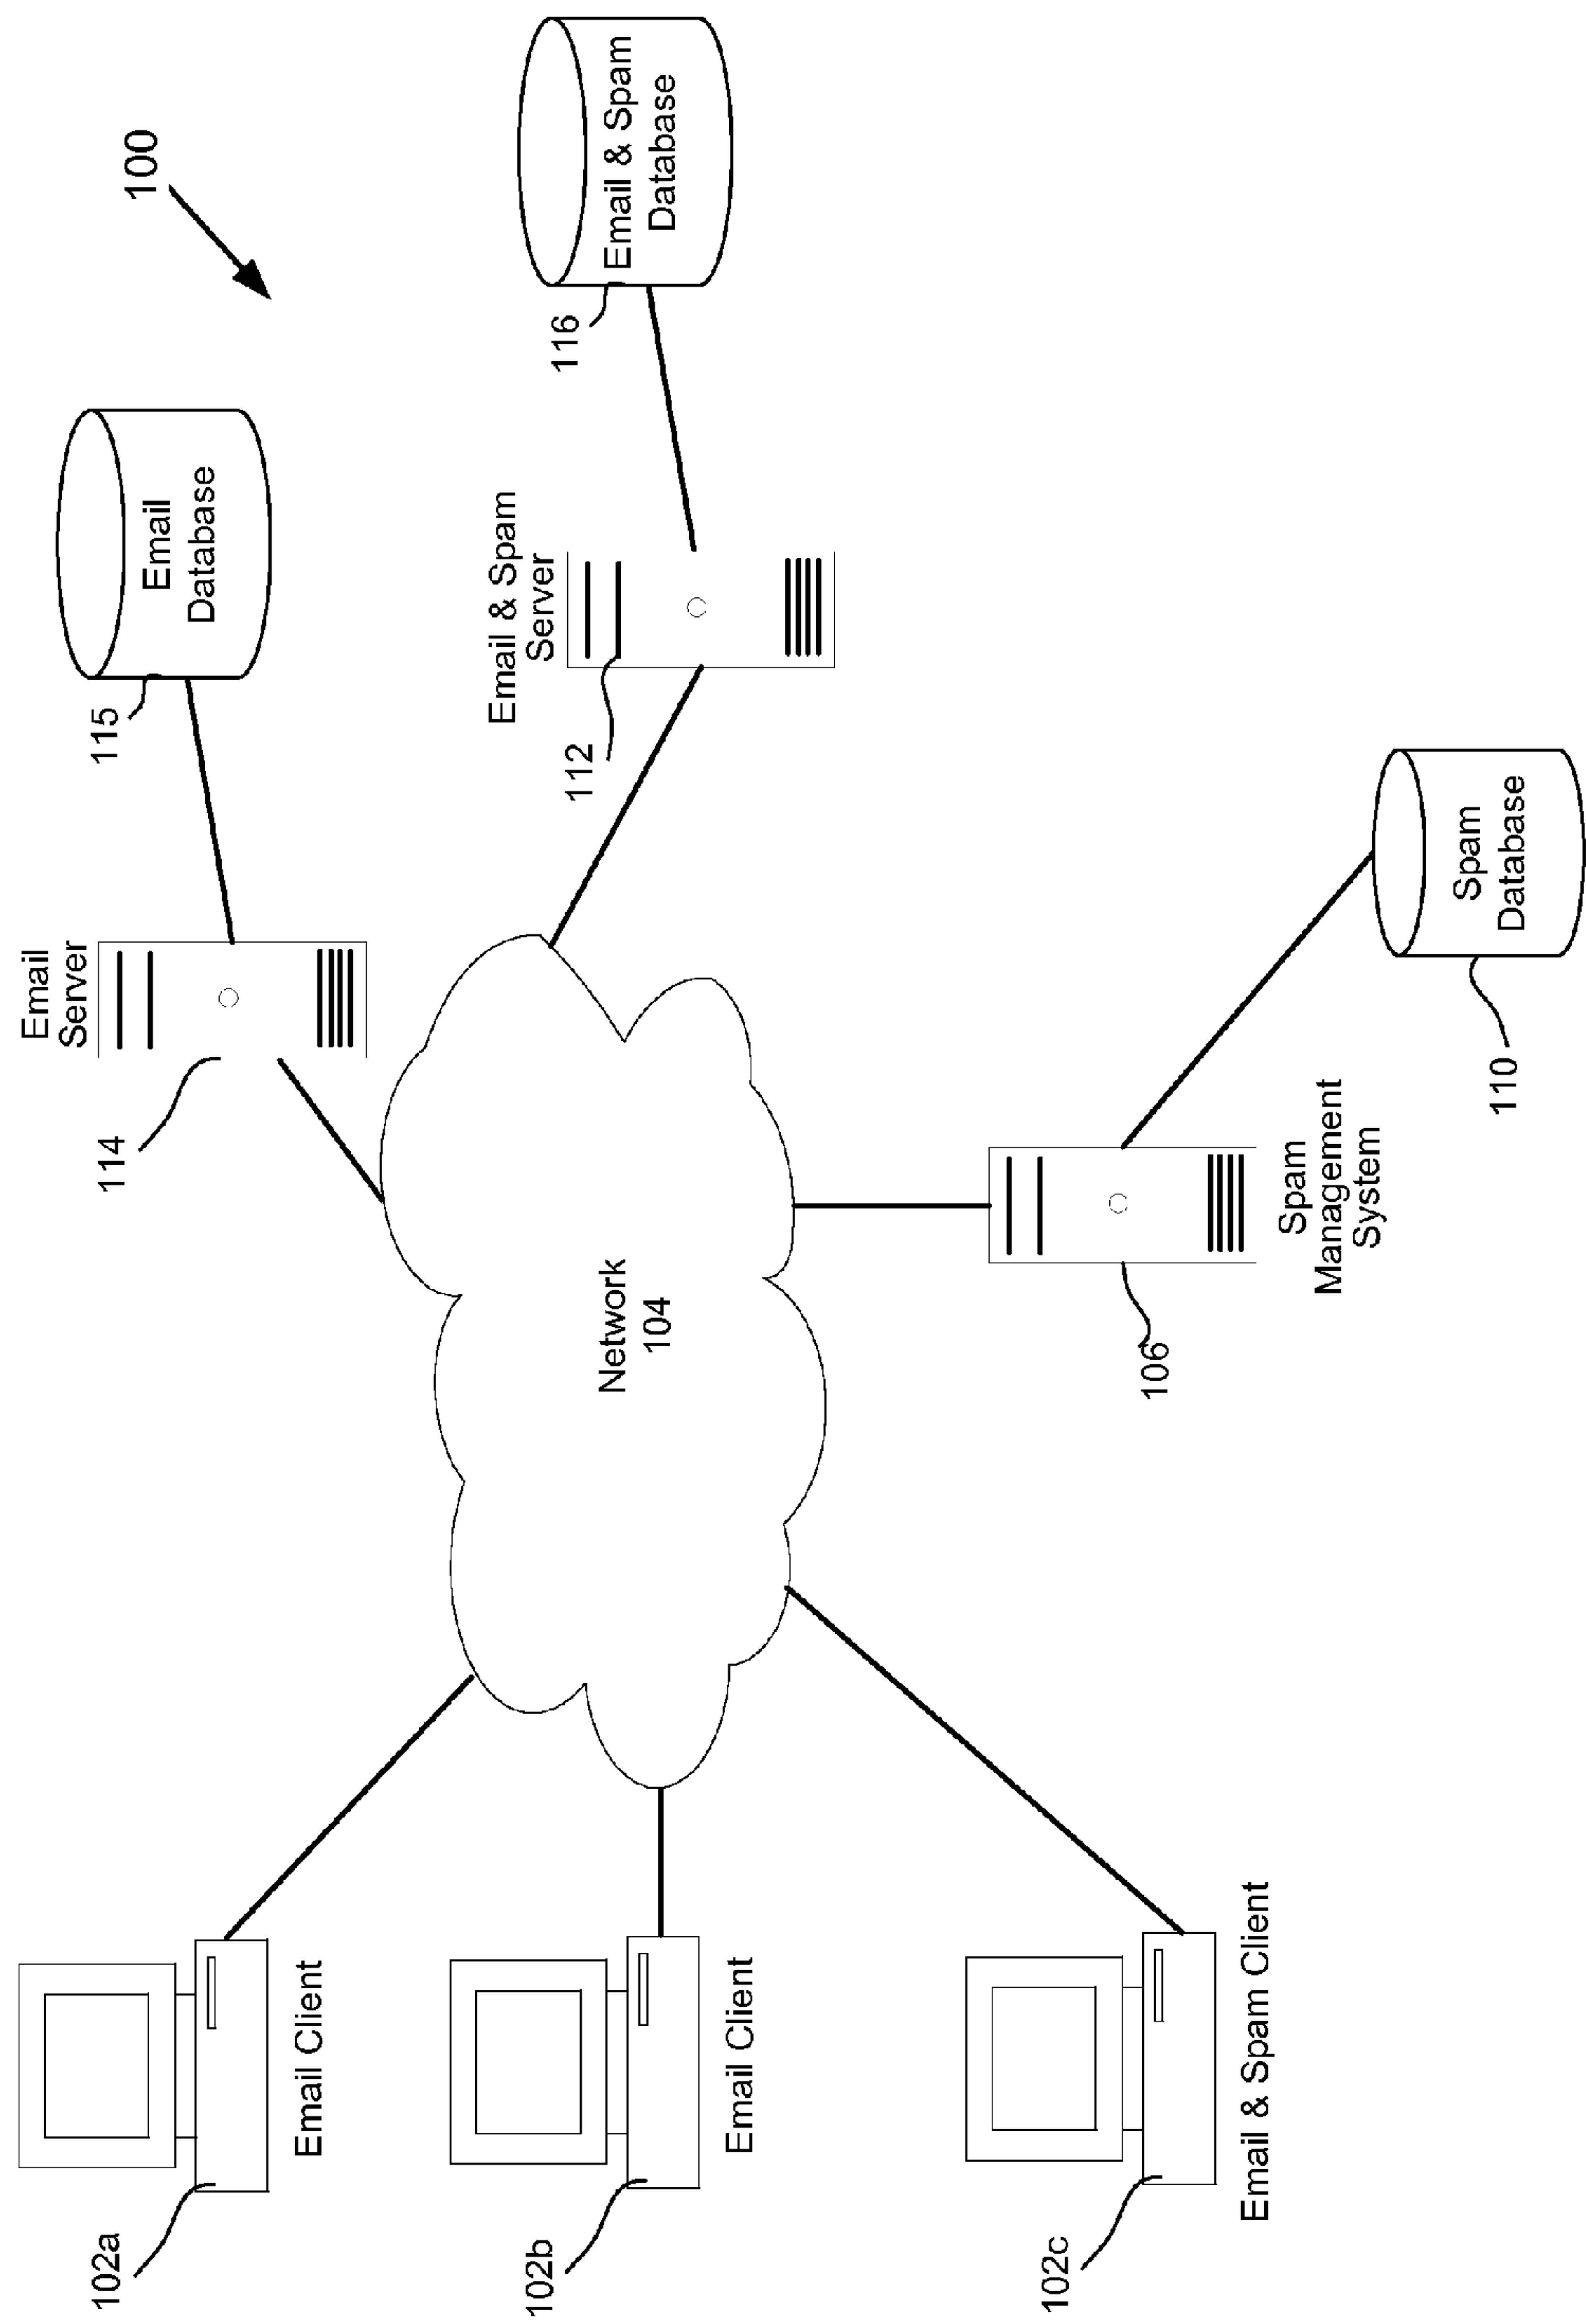 100
Email
Server
114
115
Email
Database
Email & Spam
Server
112
116
Email & Spam
Database
102a
Email Client
102b
Email Client
Network
104
102c
Email & Spam Client
106
Spam
Management
System
110
Spam
Database